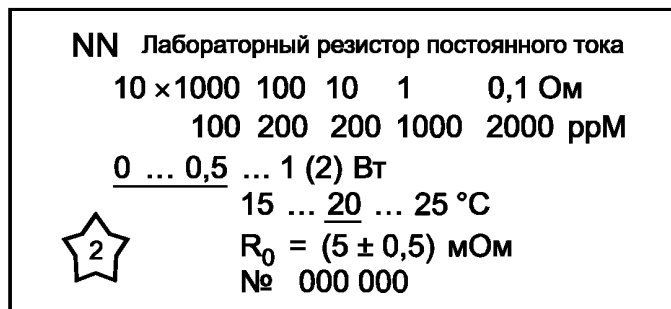 NN Лабораторный резистор постоянного тока
10 ×1000 100 10 1 0,1 Ом
100 200 200 1000 2000 ppM
0 ... 0,5 ... 1 (2) Вт
15 ... 20 ... 25 °C
2 R₀ = (5 ± 0,5) мОм
№ 000 000